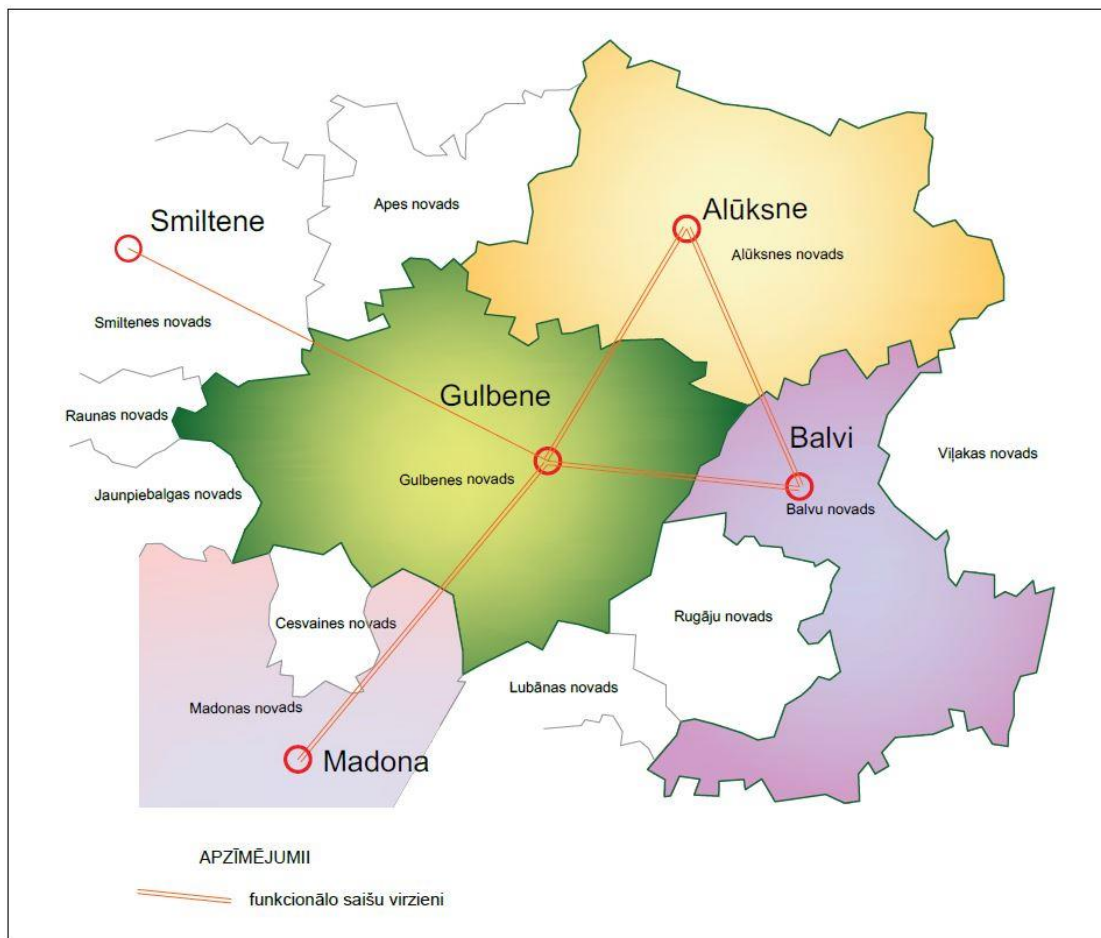 Apes novads
Smiltene
Alūksne
Alūksnes novads
Smiltenes novads
Gulbene
Raunas novads
Balvi
Viļakas novads
Jaunpiebalgas novads
Gulbenes novads
Balvu novads
Cesvaines novads
Rugāju novads
Lubānas novads
Madonas novads
Madona
APZĪMĒJUMII
funkcionālo saišu virzieni